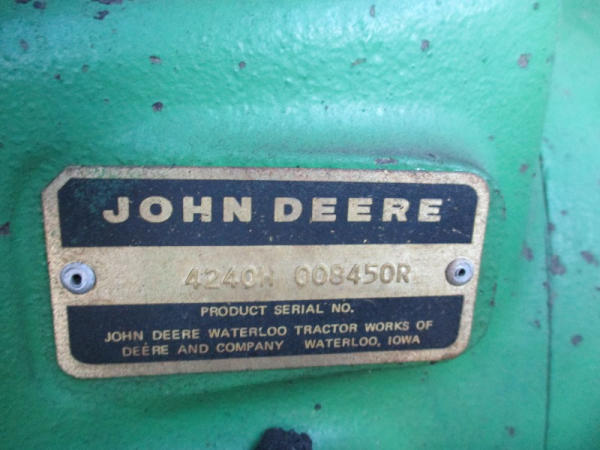 JOHN DEERE
4240H 008450R
PRODUCT SERIAL NO.
JOHN DEERE WATERLOO TRACTOR WORKS OF
DEERE AND COMPANY WATERLOO, IOWA